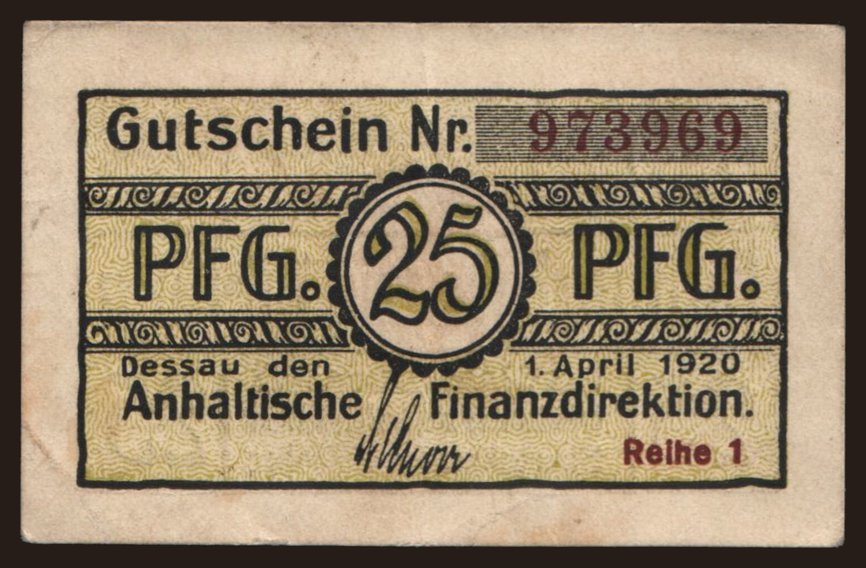 Gutschein Nr. 973969
PFG. 25 PFG.
Dessau den 1. April 1920
Anhaltische Finanzdirektion.
Reihe 1